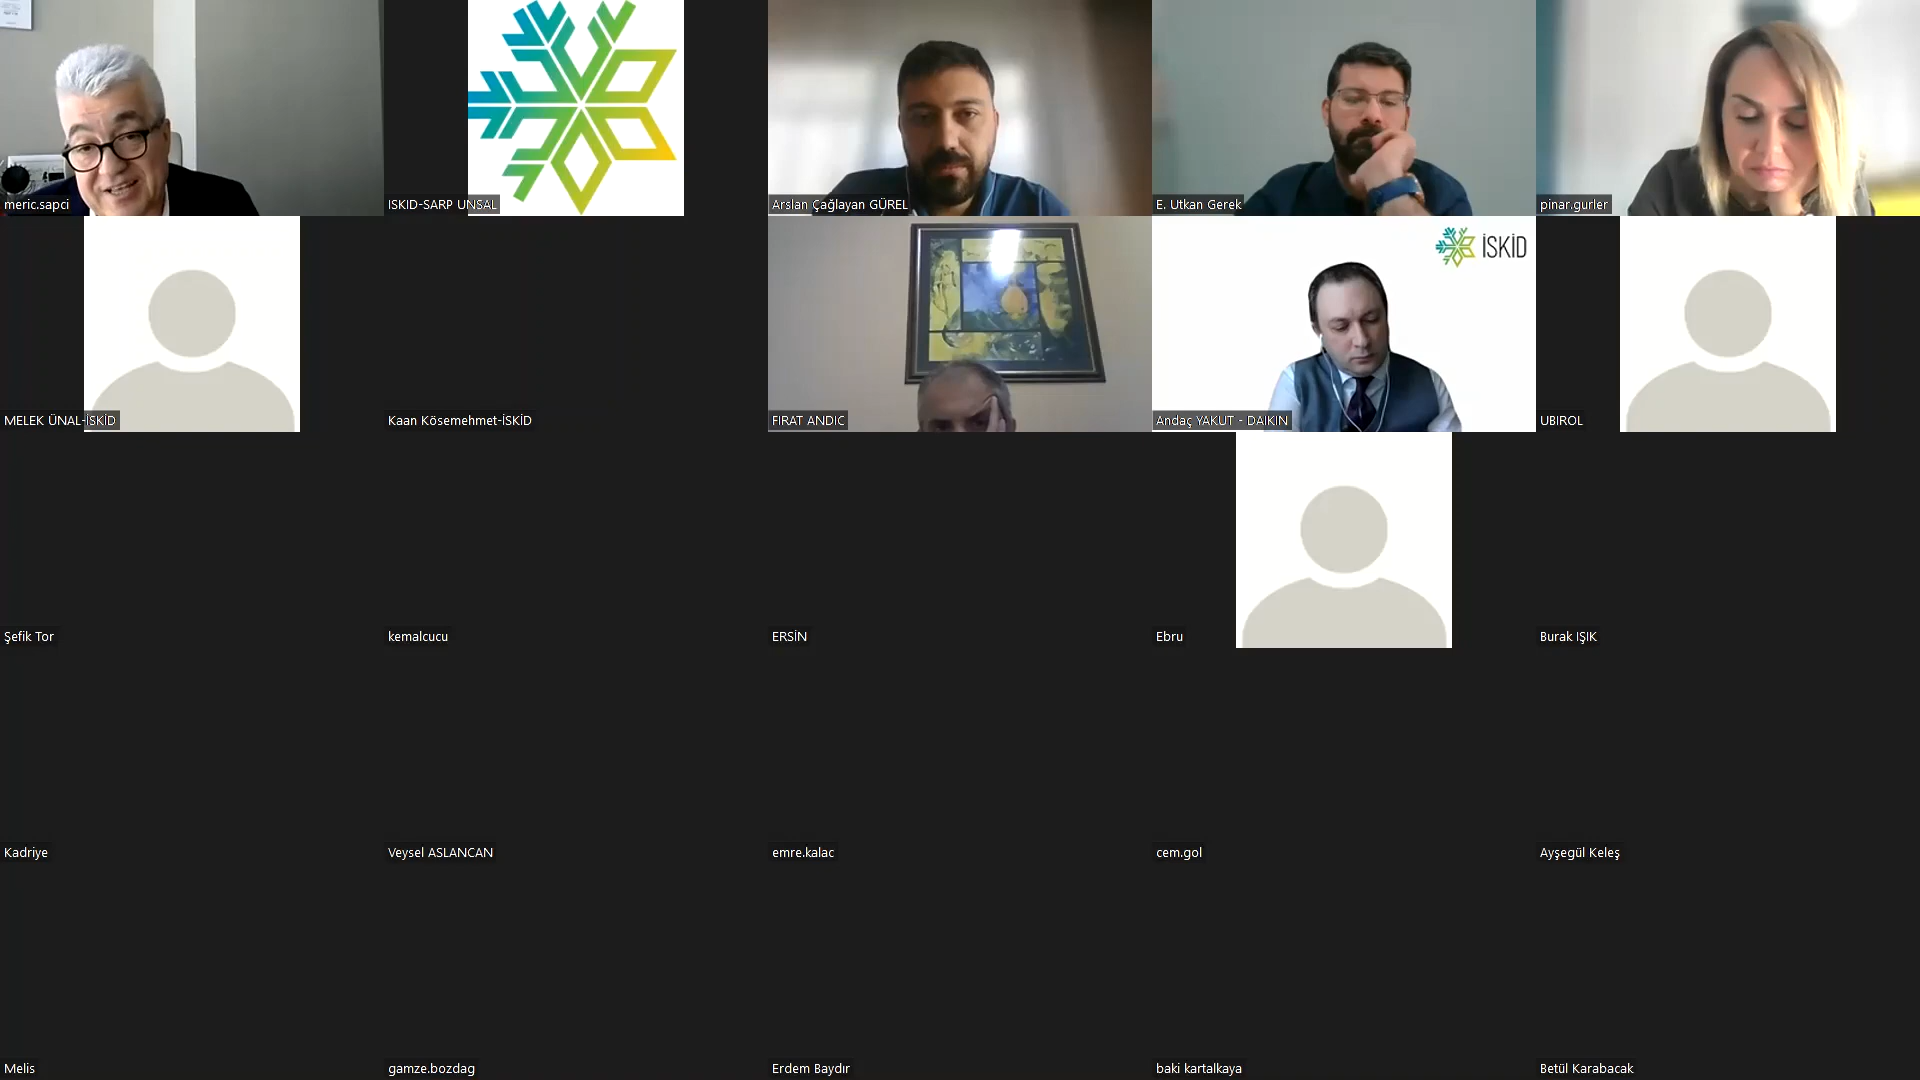 meric.sapci
ISKID-SARP UNSAL
Arslan Çağlayan GÜREL
E. Utkan Gerek
pinar.gurler
MELEK ÜNAL-İSKİD
Kaan Kösemehmet-İSKİD
FIRAT ANDIC
İSKİD
Andaç YAKUT - DAIKIN
UBIROL
Şefik Tor
kemalcucu
ERSİN
Ebru
Burak IŞIK
Kadriye
Veysel ASLANCAN
emre.kalac
cem.gol
Ayşegül Keleş
Melis
gamze.bozdag
Erdem Baydır
baki kartalkaya
Betül Karabacak